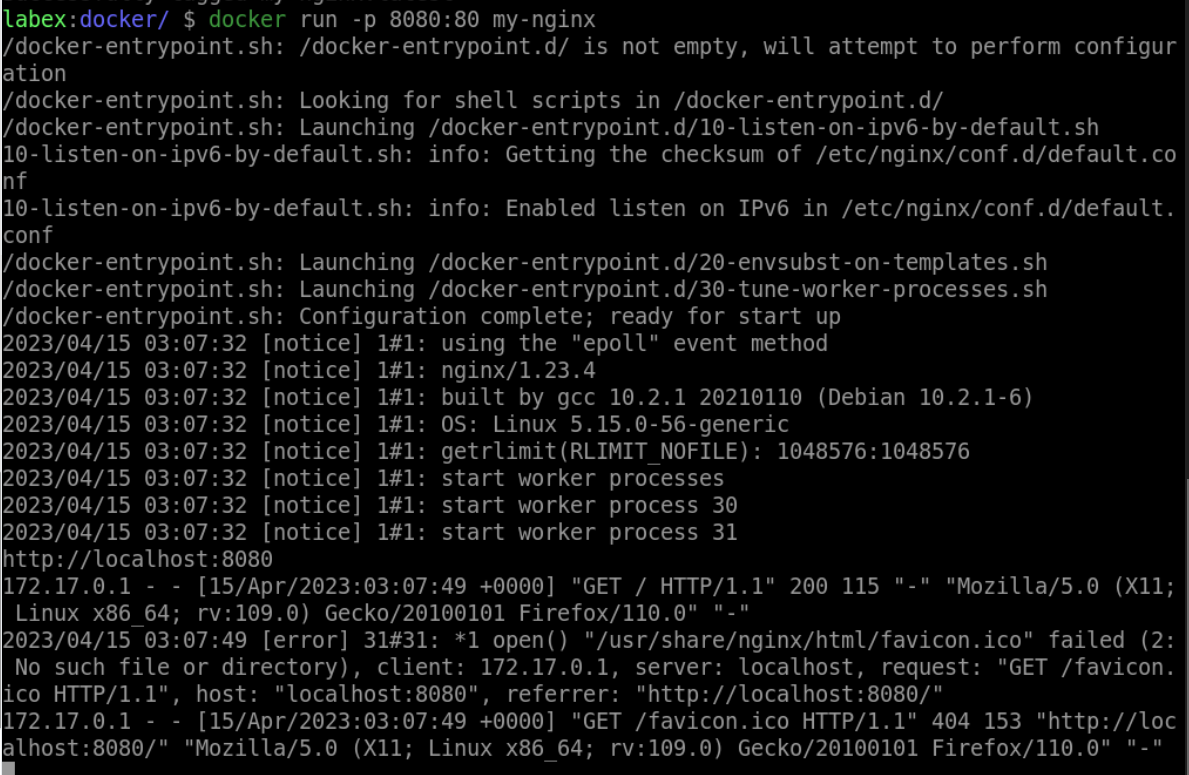 labex:docker/ $ docker run -p 8080:80 my-nginx
/docker-entrypoint.sh: /docker-entrypoint.d/ is not empty, will attempt to perform configur
ation
/docker-entrypoint.sh: Looking for shell scripts in /docker-entrypoint.d/
/docker-entrypoint.sh: Launching /docker-entrypoint.d/10-listen-on-ipv6-by-default.sh
10-listen-on-ipv6-by-default.sh: info: Getting the checksum of /etc/nginx/conf.d/default.co
nf
10-listen-on-ipv6-by-default.sh: info: Enabled listen on IPv6 in /etc/nginx/conf.d/default.
conf
/docker-entrypoint.sh: Launching /docker-entrypoint.d/20-envsubst-on-templates.sh
/docker-entrypoint.sh: Launching /docker-entrypoint.d/30-tune-worker-processes.sh
/docker-entrypoint.sh: Configuration complete; ready for start up
2023/04/15 03:07:32 [notice] 1#1: using the "epoll" event method
2023/04/15 03:07:32 [notice] 1#1: nginx/1.23.4
2023/04/15 03:07:32 [notice] 1#1: built by gcc 10.2.1 20210110 (Debian 10.2.1-6)
2023/04/15 03:07:32 [notice] 1#1: OS: Linux 5.15.0-56-generic
2023/04/15 03:07:32 [notice] 1#1: getrlimit(RLIMIT_NOFILE): 1048576:1048576
2023/04/15 03:07:32 [notice] 1#1: start worker processes
2023/04/15 03:07:32 [notice] 1#1: start worker process 30
2023/04/15 03:07:32 [notice] 1#1: start worker process 31
http://localhost:8080
172.17.0.1 - - [15/Apr/2023:03:07:49 +0000] "GET / HTTP/1.1" 200 115 "-" "Mozilla/5.0 (X11;
 Linux x86_64; rv:109.0) Gecko/20100101 Firefox/110.0" "-"
2023/04/15 03:07:49 [error] 31#31: *1 open() "/usr/share/nginx/html/favicon.ico" failed (2:
 No such file or directory), client: 172.17.0.1, server: localhost, request: "GET /favicon.
ico HTTP/1.1", host: "localhost:8080", referrer: "http://localhost:8080/"
172.17.0.1 - - [15/Apr/2023:03:07:49 +0000] "GET /favicon.ico HTTP/1.1" 404 153 "http://loc
alhost:8080/" "Mozilla/5.0 (X11; Linux x86_64; rv:109.0) Gecko/20100101 Firefox/110.0" "-"